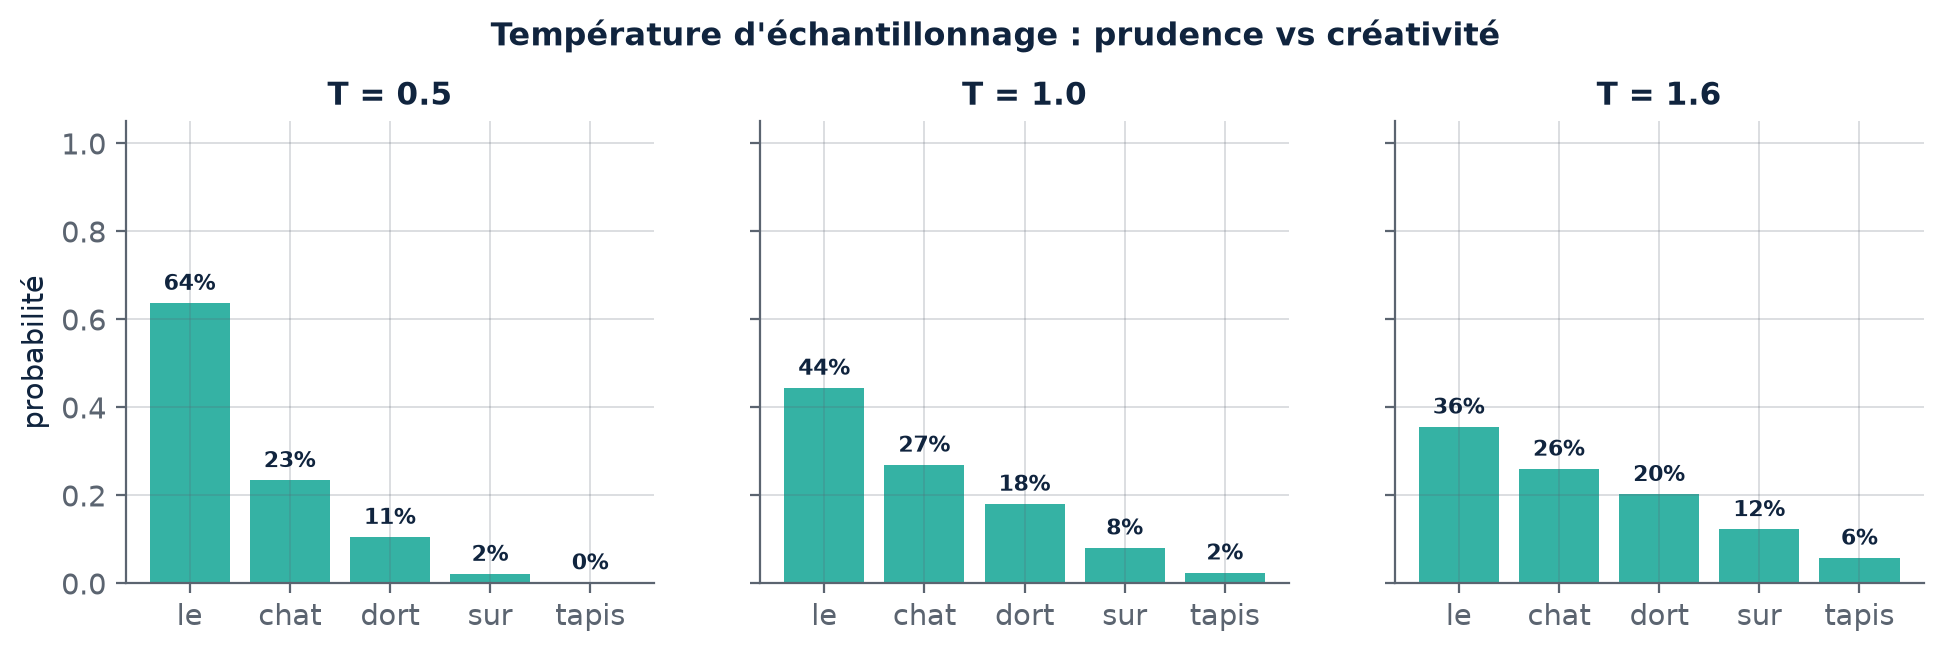 Température d'échantillonnage : prudence vs créativité
T = 0.5
T = 1.0
T = 1.6
probabilité
1.0
0.8
0.6
0.4
0.2
0.0
64%
23%
11%
2%
0%
le chat dort sur tapis
44%
27%
18%
8%
2%
le chat dort sur tapis
36%
26%
20%
12%
6%
le chat dort sur tapis